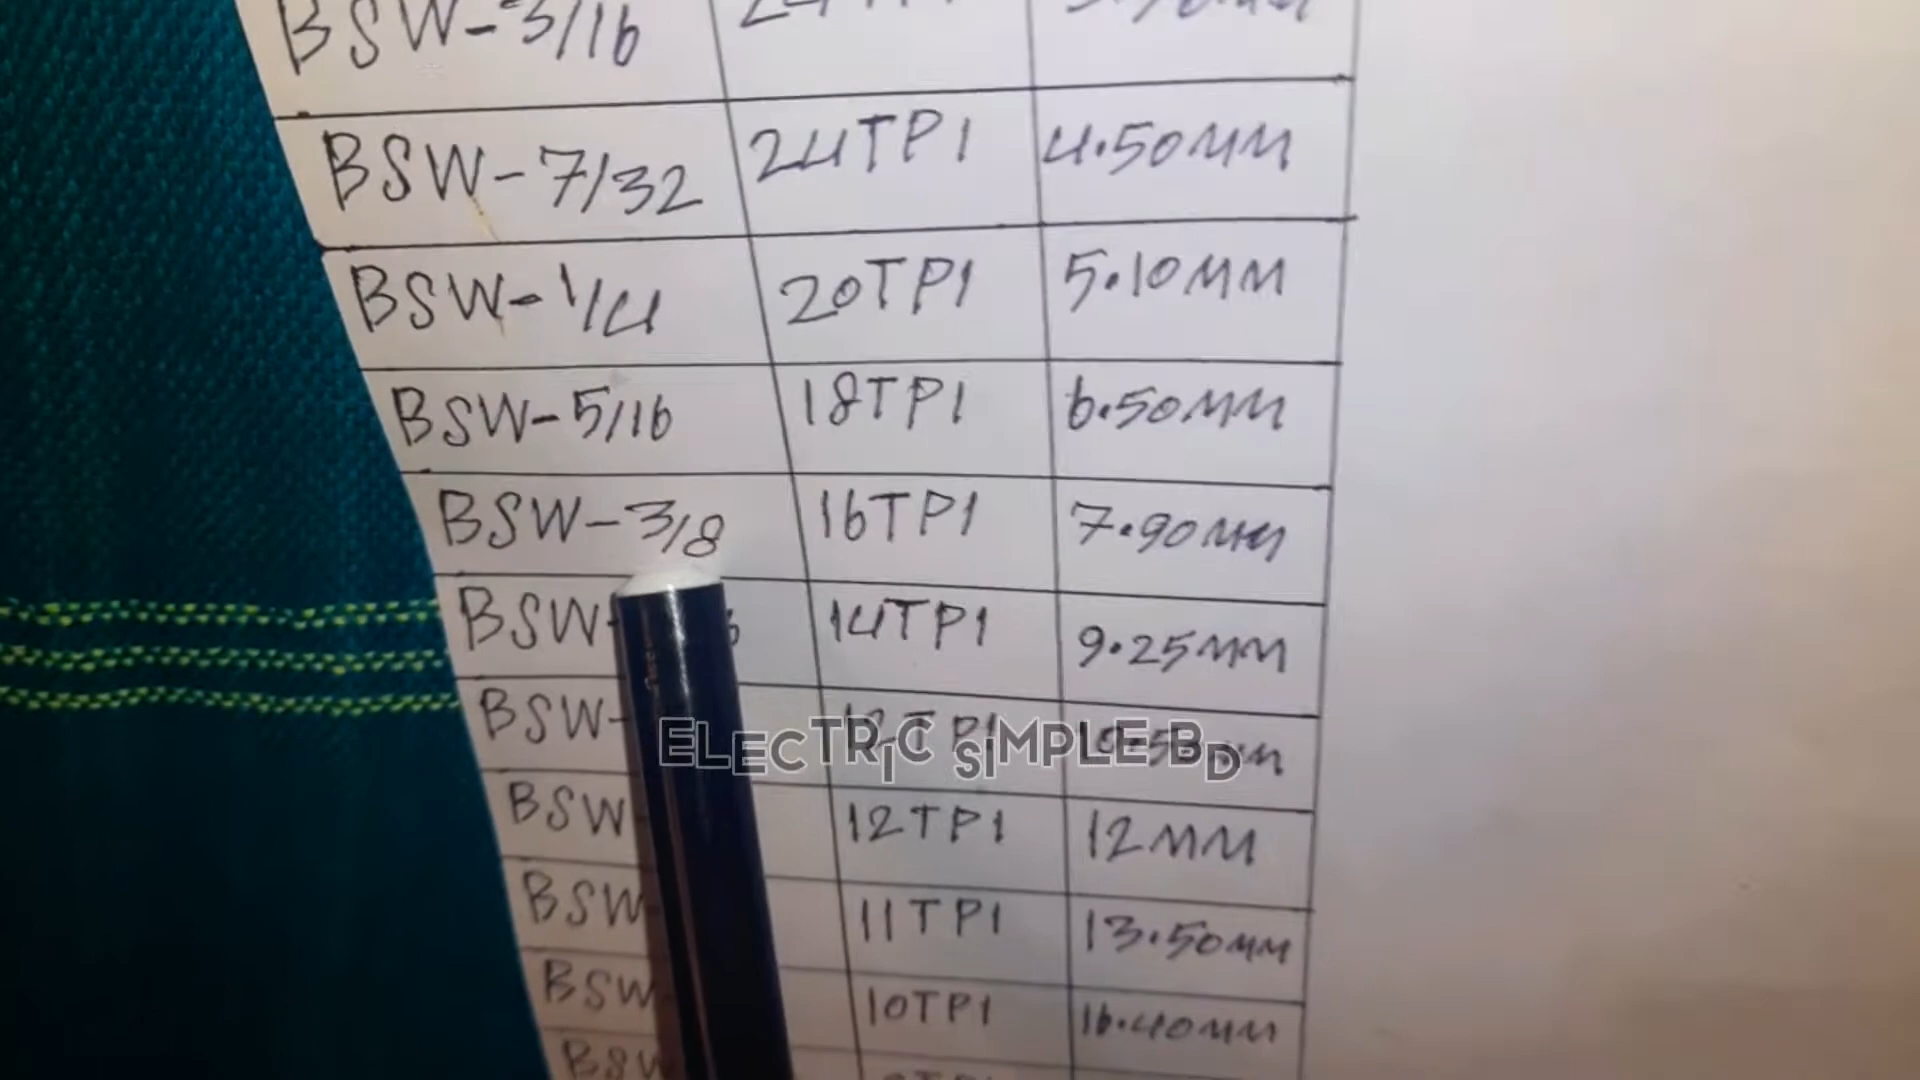 BSW-3/16
BSW-7/32 24TPI 4.50MM
BSW-1/4 20TPI 5.10MM
BSW-5/16 18TPI 6.50MM
BSW-3/8 16TPI 7.90MM
BSW- 14TPI 9.25MM
BSW- 12TPI
ELECTRIC SIMPLE BD
BSW 12TPI 12MM
BSW 11TPI 13.50MM
BSW 10TPI 16.40MM
BSW